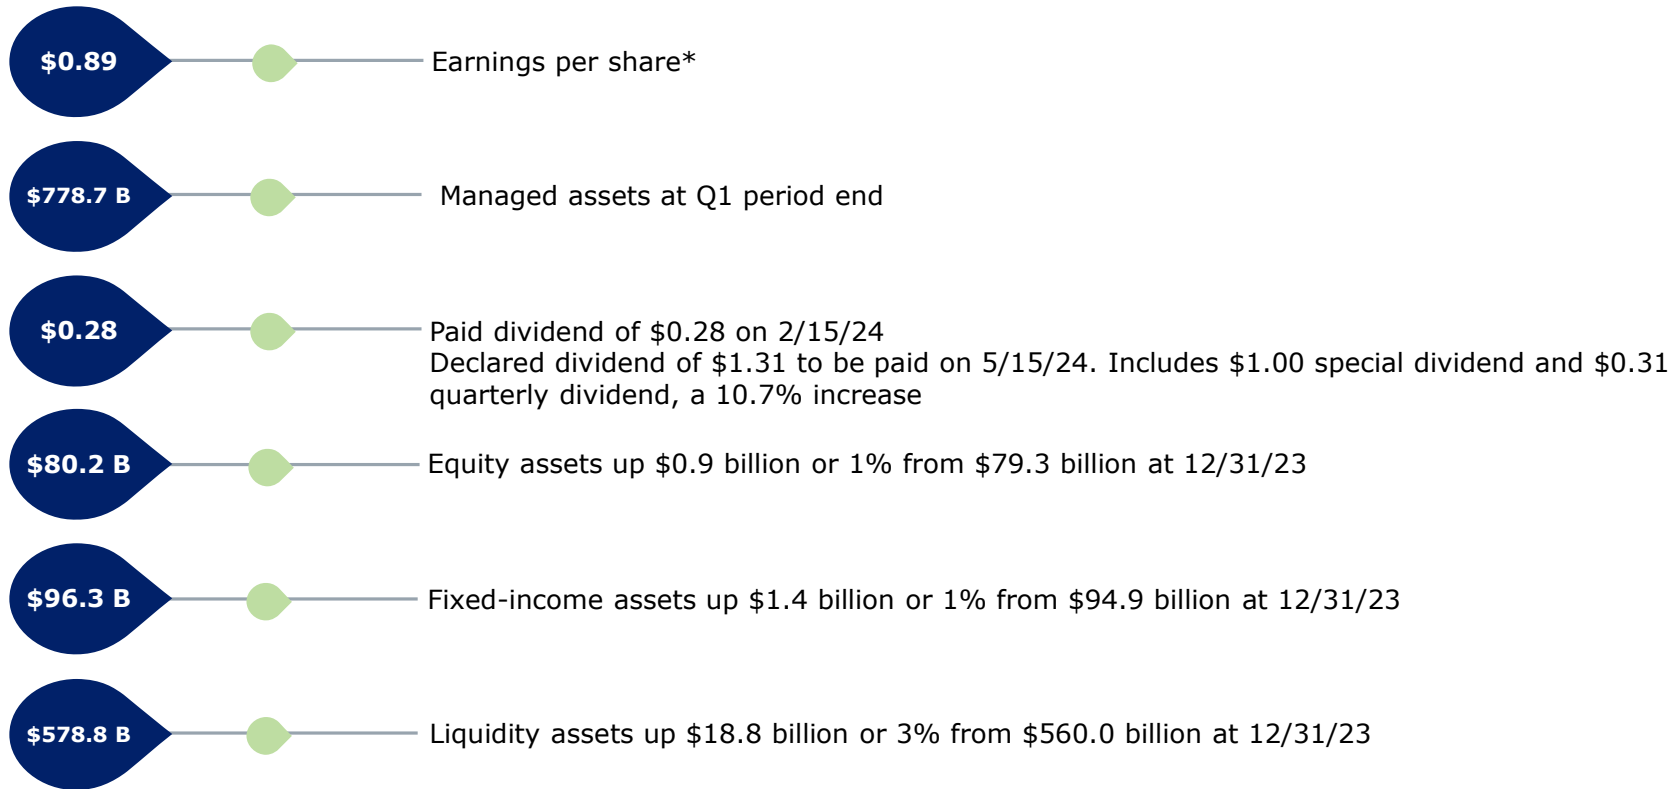 $0.89
Earnings per share*
$778.7 B
Managed assets at Q1 period end
$0.28
Paid dividend of $0.28 on 2/15/24
Declared dividend of $1.31 to be paid on 5/15/24. Includes $1.00 special dividend and $0.31
quarterly dividend, a 10.7% increase
$80.2 B
Equity assets up $0.9 billion or 1% from $79.3 billion at 12/31/23
$96.3 B
Fixed-income assets up $1.4 billion or 1% from $94.9 billion at 12/31/23
$578.8 B
Liquidity assets up $18.8 billion or 3% from $560.0 billion at 12/31/23